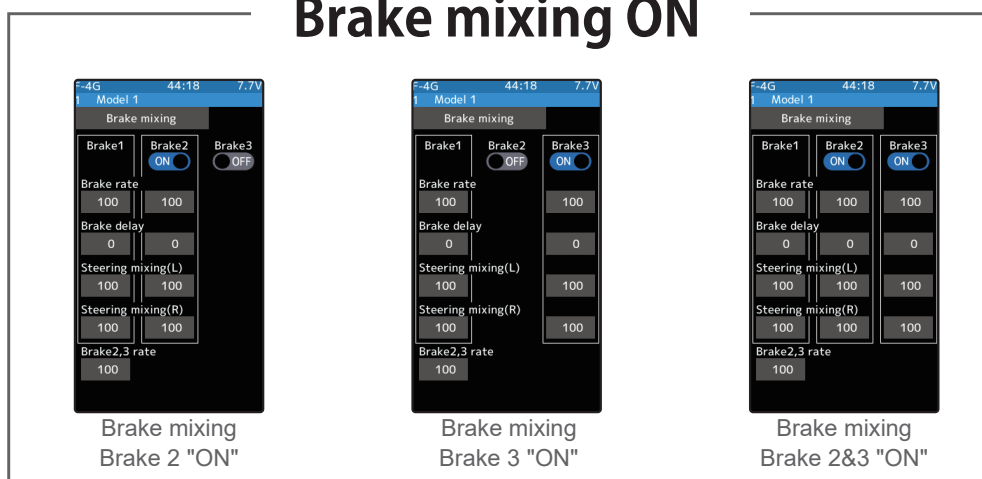 Brake mixing ON
F-4G 44:18 7.7V
1 Model 1
Brake mixing
Brake1 Brake2 Brake3
ON OFF
Brake rate
100 100
Brake delay
0 0
Steering mixing(L)
100 100
Steering mixing(R)
100 100
Brake2,3 rate
100
Brake mixing
Brake 2 "ON"
F-4G 44:18 7.7V
1 Model 1
Brake mixing
Brake1 Brake2 Brake3
OFF ON
Brake rate
100 100
Brake delay
0 0
Steering mixing(L)
100 100
Steering mixing(R)
100 100
Brake2,3 rate
100
Brake mixing
Brake 3 "ON"
F-4G 44:18 7.7V
1 Model 1
Brake mixing
Brake1 Brake2 Brake3
ON ON
Brake rate
100 100 100
Brake delay
0 0 0
Steering mixing(L)
100 100 100
Steering mixing(R)
100 100 100
Brake2,3 rate
100
Brake mixing
Brake 2&3 "ON"